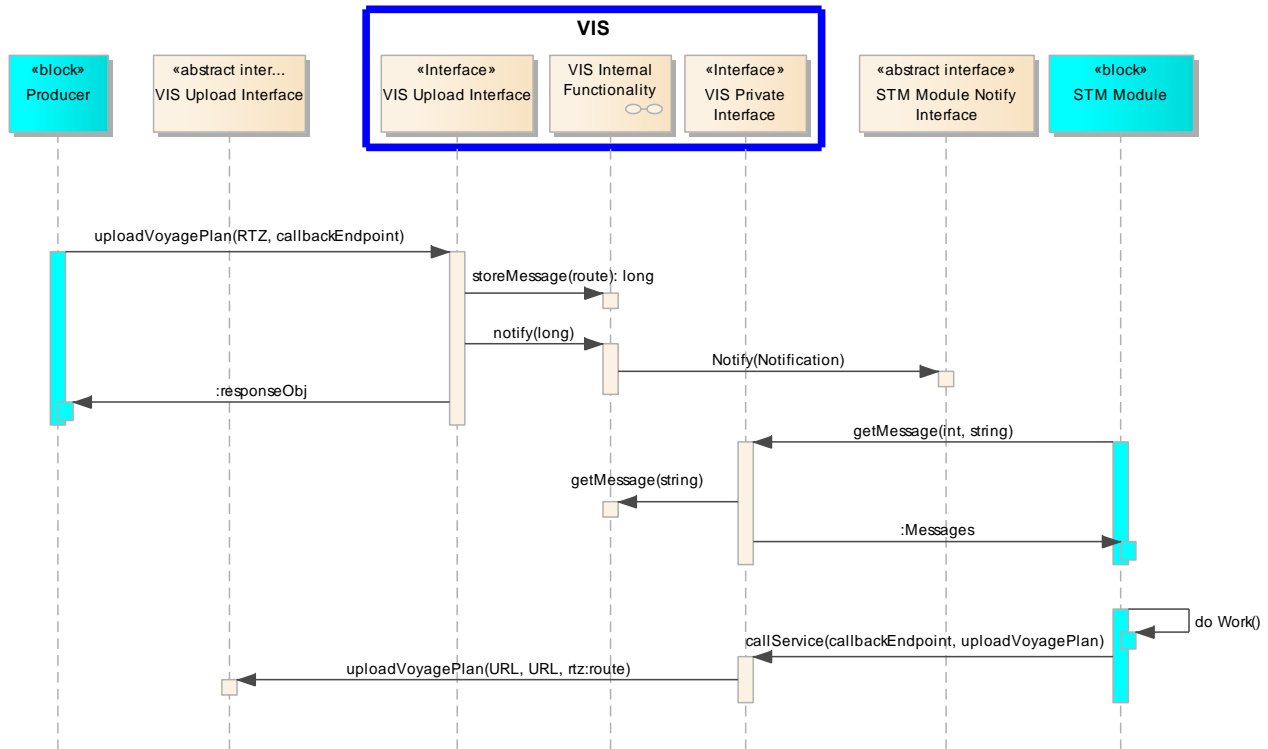 VIS
«block»
Producer
«abstract inter...
VIS Upload Interface
«Interface»
VIS Upload Interface
VIS Internal
Functionality
«Interface»
VIS Private
Interface
«abstract interface»
STM Module Notify
Interface
«block»
STM Module
uploadVoyagePlan(RTZ, callbackEndpoint)
storeMessage(route): long
notify(long)
Notify(Notification)
:responseObj
getMessage(int, string)
getMessage(string)
:Messages
do Work()
callService(callbackEndpoint, uploadVoyagePlan)
uploadVoyagePlan(URL, URL, rtz:route)